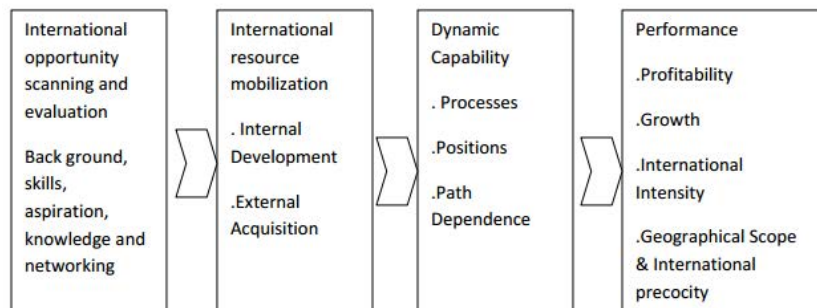 International
opportunity
scanning and
evaluation
Back ground,
skills,
aspiration,
knowledge and
networking
International
resource
mobilization
. Internal
Development
.External
Acquisition
Dynamic
Capability
. Processes
.Positions
.Path
Dependence
Performance
.Profitability
.Growth
.International
Intensity
.Geographical Scope
& International
precocity